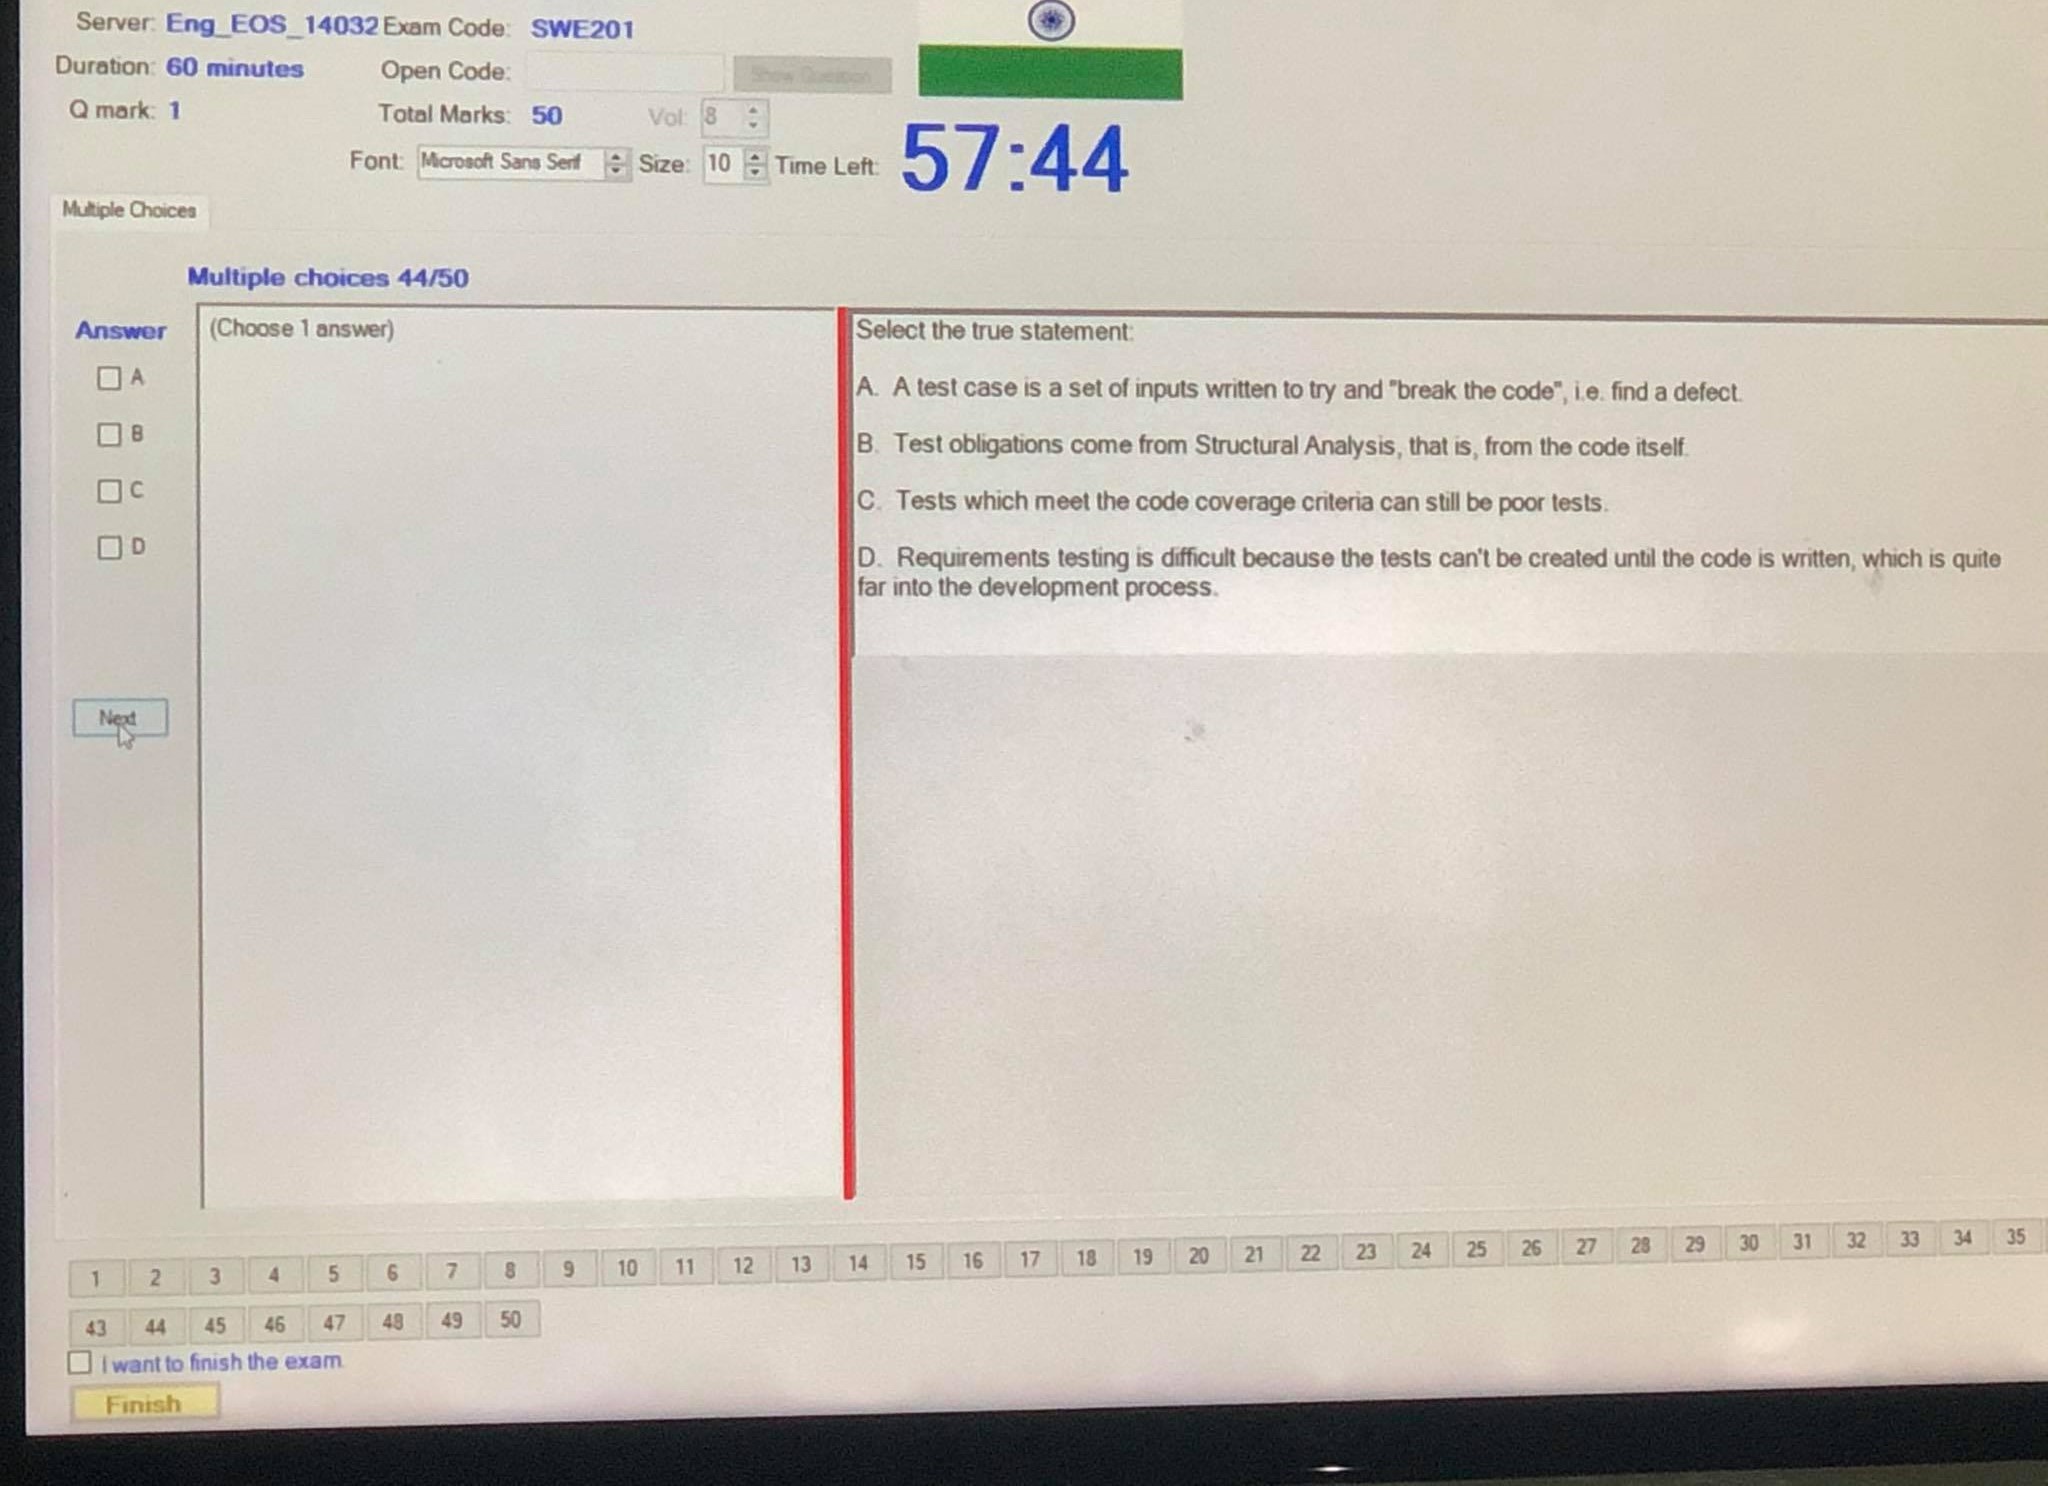 Server: Eng_EOS_14032 Exam Code: SWE201
Duration: 60 minutes Open Code: Show Question
Q mark: 1 Total Marks: 50 Vol: 8
Font: Microsoft Sans Serif Size: 10 Time Left: 57:44
Multiple Choices
Multiple choices 44/50
Answer
(Choose 1 answer)
A
B
C
D
Next
Select the true statement:
A. A test case is a set of inputs written to try and "break the code", i.e. find a defect.
B. Test obligations come from Structural Analysis, that is, from the code itself.
C. Tests which meet the code coverage criteria can still be poor tests.
D. Requirements testing is difficult because the tests can't be created until the code is written, which is quite
far into the development process.
1 2 3 4 5 6 7 8 9 10 11 12 13 14 15 16 17 18 19 20 21 22 23 24 25 26 27 28 29 30 31 32 33 34 35
43 44 45 46 47 48 49 50
I want to finish the exam.
Finish